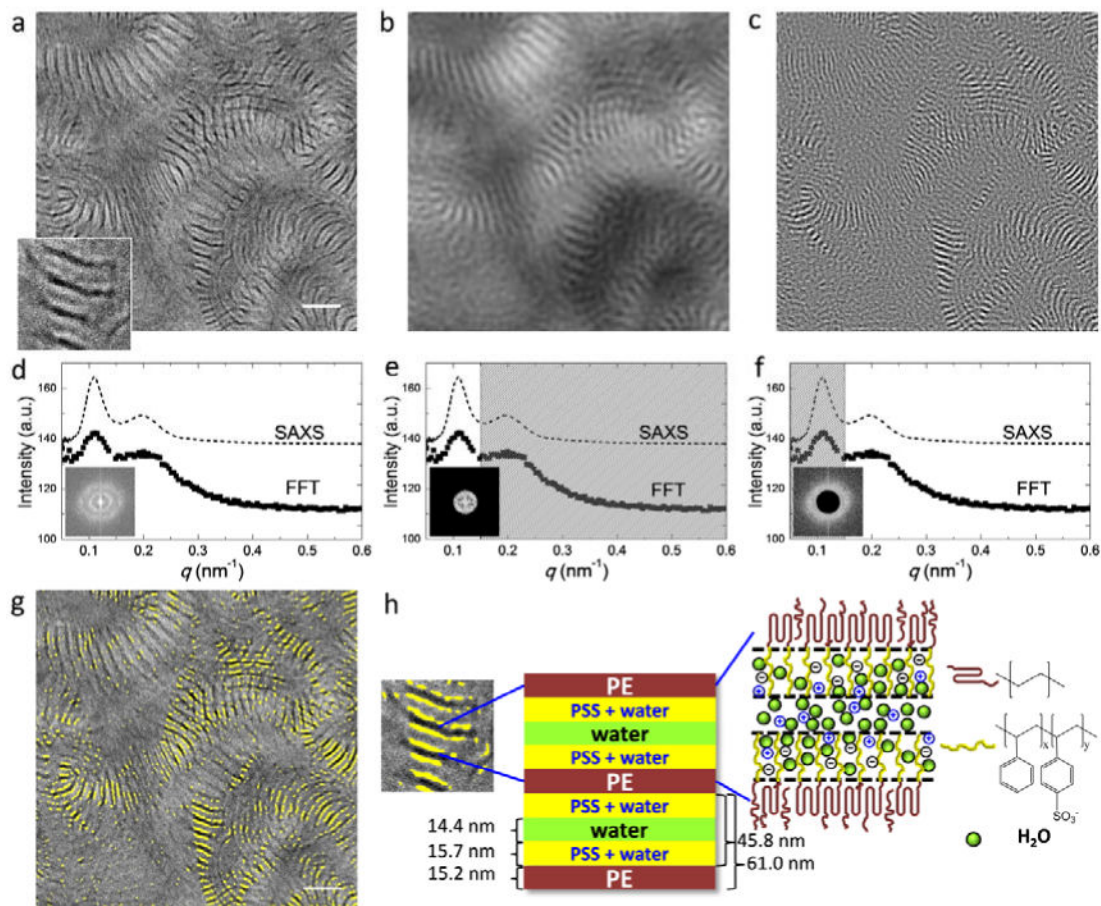 a
b
c
d
160
140
120
100
Intensity (a.u.)
SAXS
FFT
0.1 0.2 0.3 0.4 0.5 0.6
q (nm⁻¹)
e
160
140
120
100
Intensity (a.u.)
SAXS
FFT
0.1 0.2 0.3 0.4 0.5 0.6
q (nm⁻¹)
f
160
140
120
100
Intensity (a.u.)
SAXS
FFT
0.1 0.2 0.3 0.4 0.5 0.6
q (nm⁻¹)
g
h
PE
PSS + water
water
PSS + water
PE
PSS + water
water
PSS + water
PE
14.4 nm
15.7 nm
15.2 nm
45.8 nm
61.0 nm
x
y
SO₃⁻
H₂O